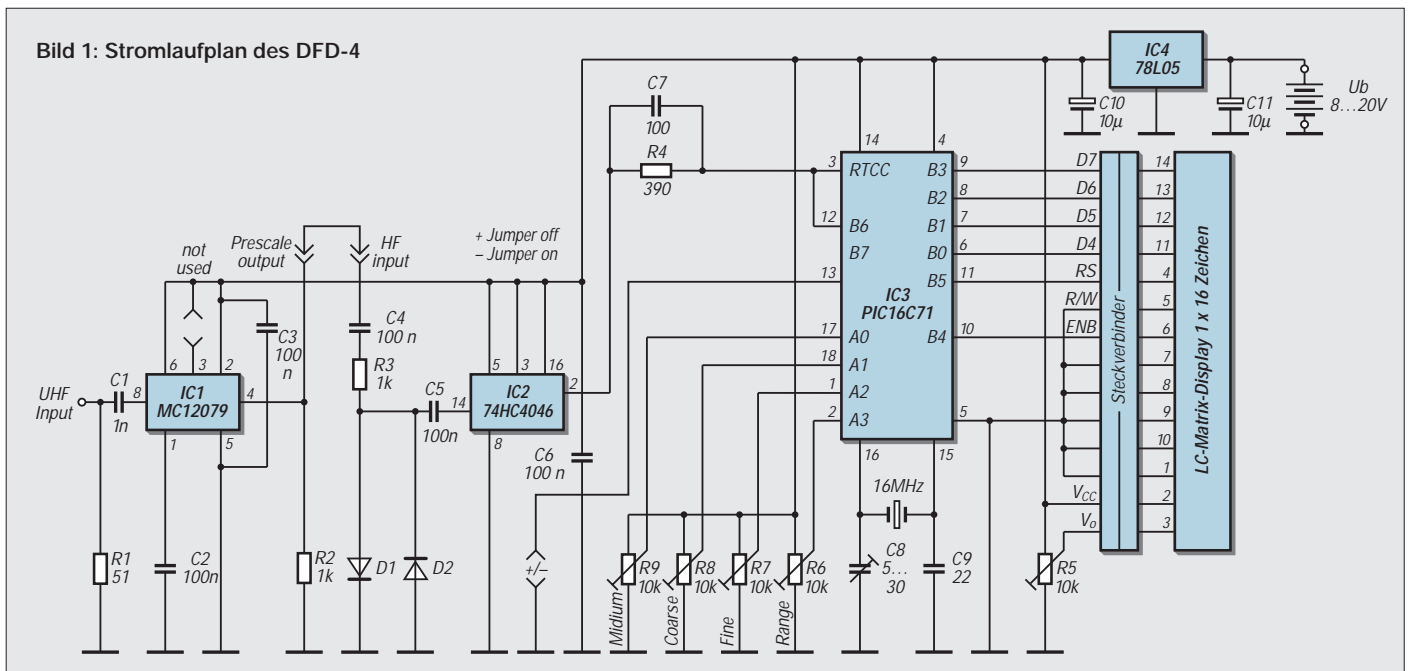 Bild 1: Stromlaufplan des DFD-4
IC4
78L05
Ub
8...20V
C10
10µ
C11
10µ
C7
100
R4
390
14
4
3
RTCC
B3
9
D7
14
B2
8
D6
13
12
B6
B1
7
D5
12
B7
B0
6
D4
11
13
B5
11
RS
4
IC3
PIC16C71
R/W
5
17
A0
B4
10
ENB
6
18
A1
7
1
A2
8
2
A3
5
9
10
16
15
1
VCC
2
Vo
3
Steckverbinder
LC-Matrix-Display 1 x 16 Zeichen
not
used
Prescale
output
HF
input
+ Jumper off
– Jumper on
C3
100
n
C4
100 n
R3
1k
6
3
2
5
3
16
UHF
Input
C1
1n
8
IC1
MC12079
4
C5
100n
14
IC2
74HC4046
2
1
5
8
C6
100 n
16MHz
R1
51
C2
100n
R2
1k
D1
D2
+/–
R9
10k
Midium
R8
10k
Coarse
R7
10k
Fine
R6
10k
Range
C8
5...
30
C9
22
R5
10k